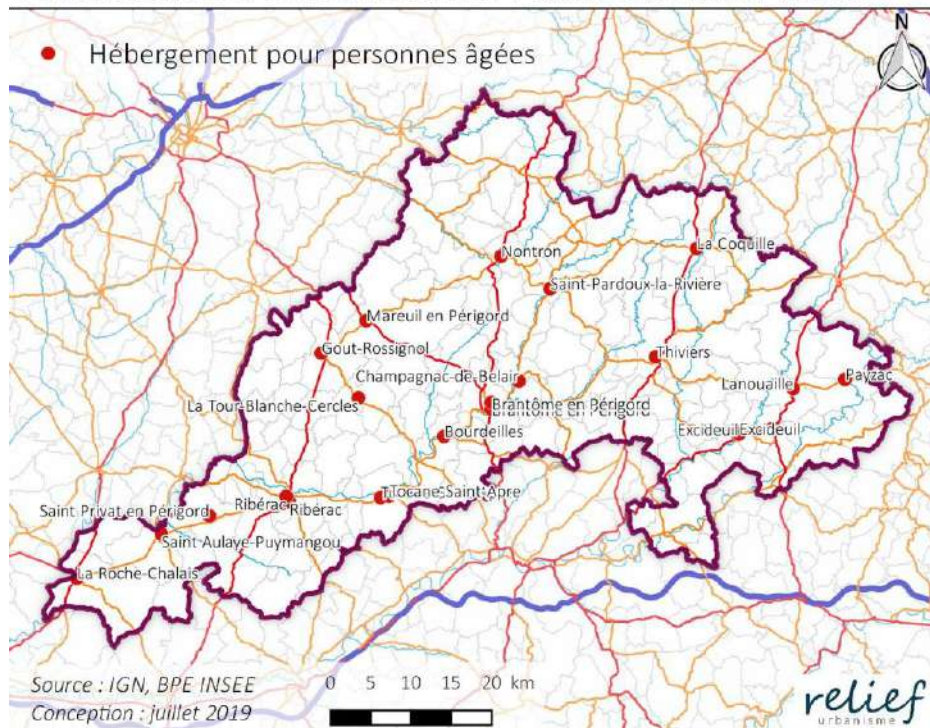 N
Hébergement pour personnes âgées
La Coquille
Nontron
Saint-Pardoux-la-Rivière
Mareuil en Périgord
Gout-Rossignol
Thiviers
Champagnac-de-Belair
Payzac
Lanouaille
La Tour-Blanche-Cercles
Brantôme en Périgord
Brantôme en Périgord
Bourdeilles
Excideuil
Excideuil
Tocane-Saint-Apre
Ribérac
Ribérac
Saint Privat en Périgord
Saint Aulaye-Puymangou
La Roche-Chalais
Source : IGN, BPE INSEE
0 5 10 15 20 km
Conception : juillet 2019
relief
urbanisme